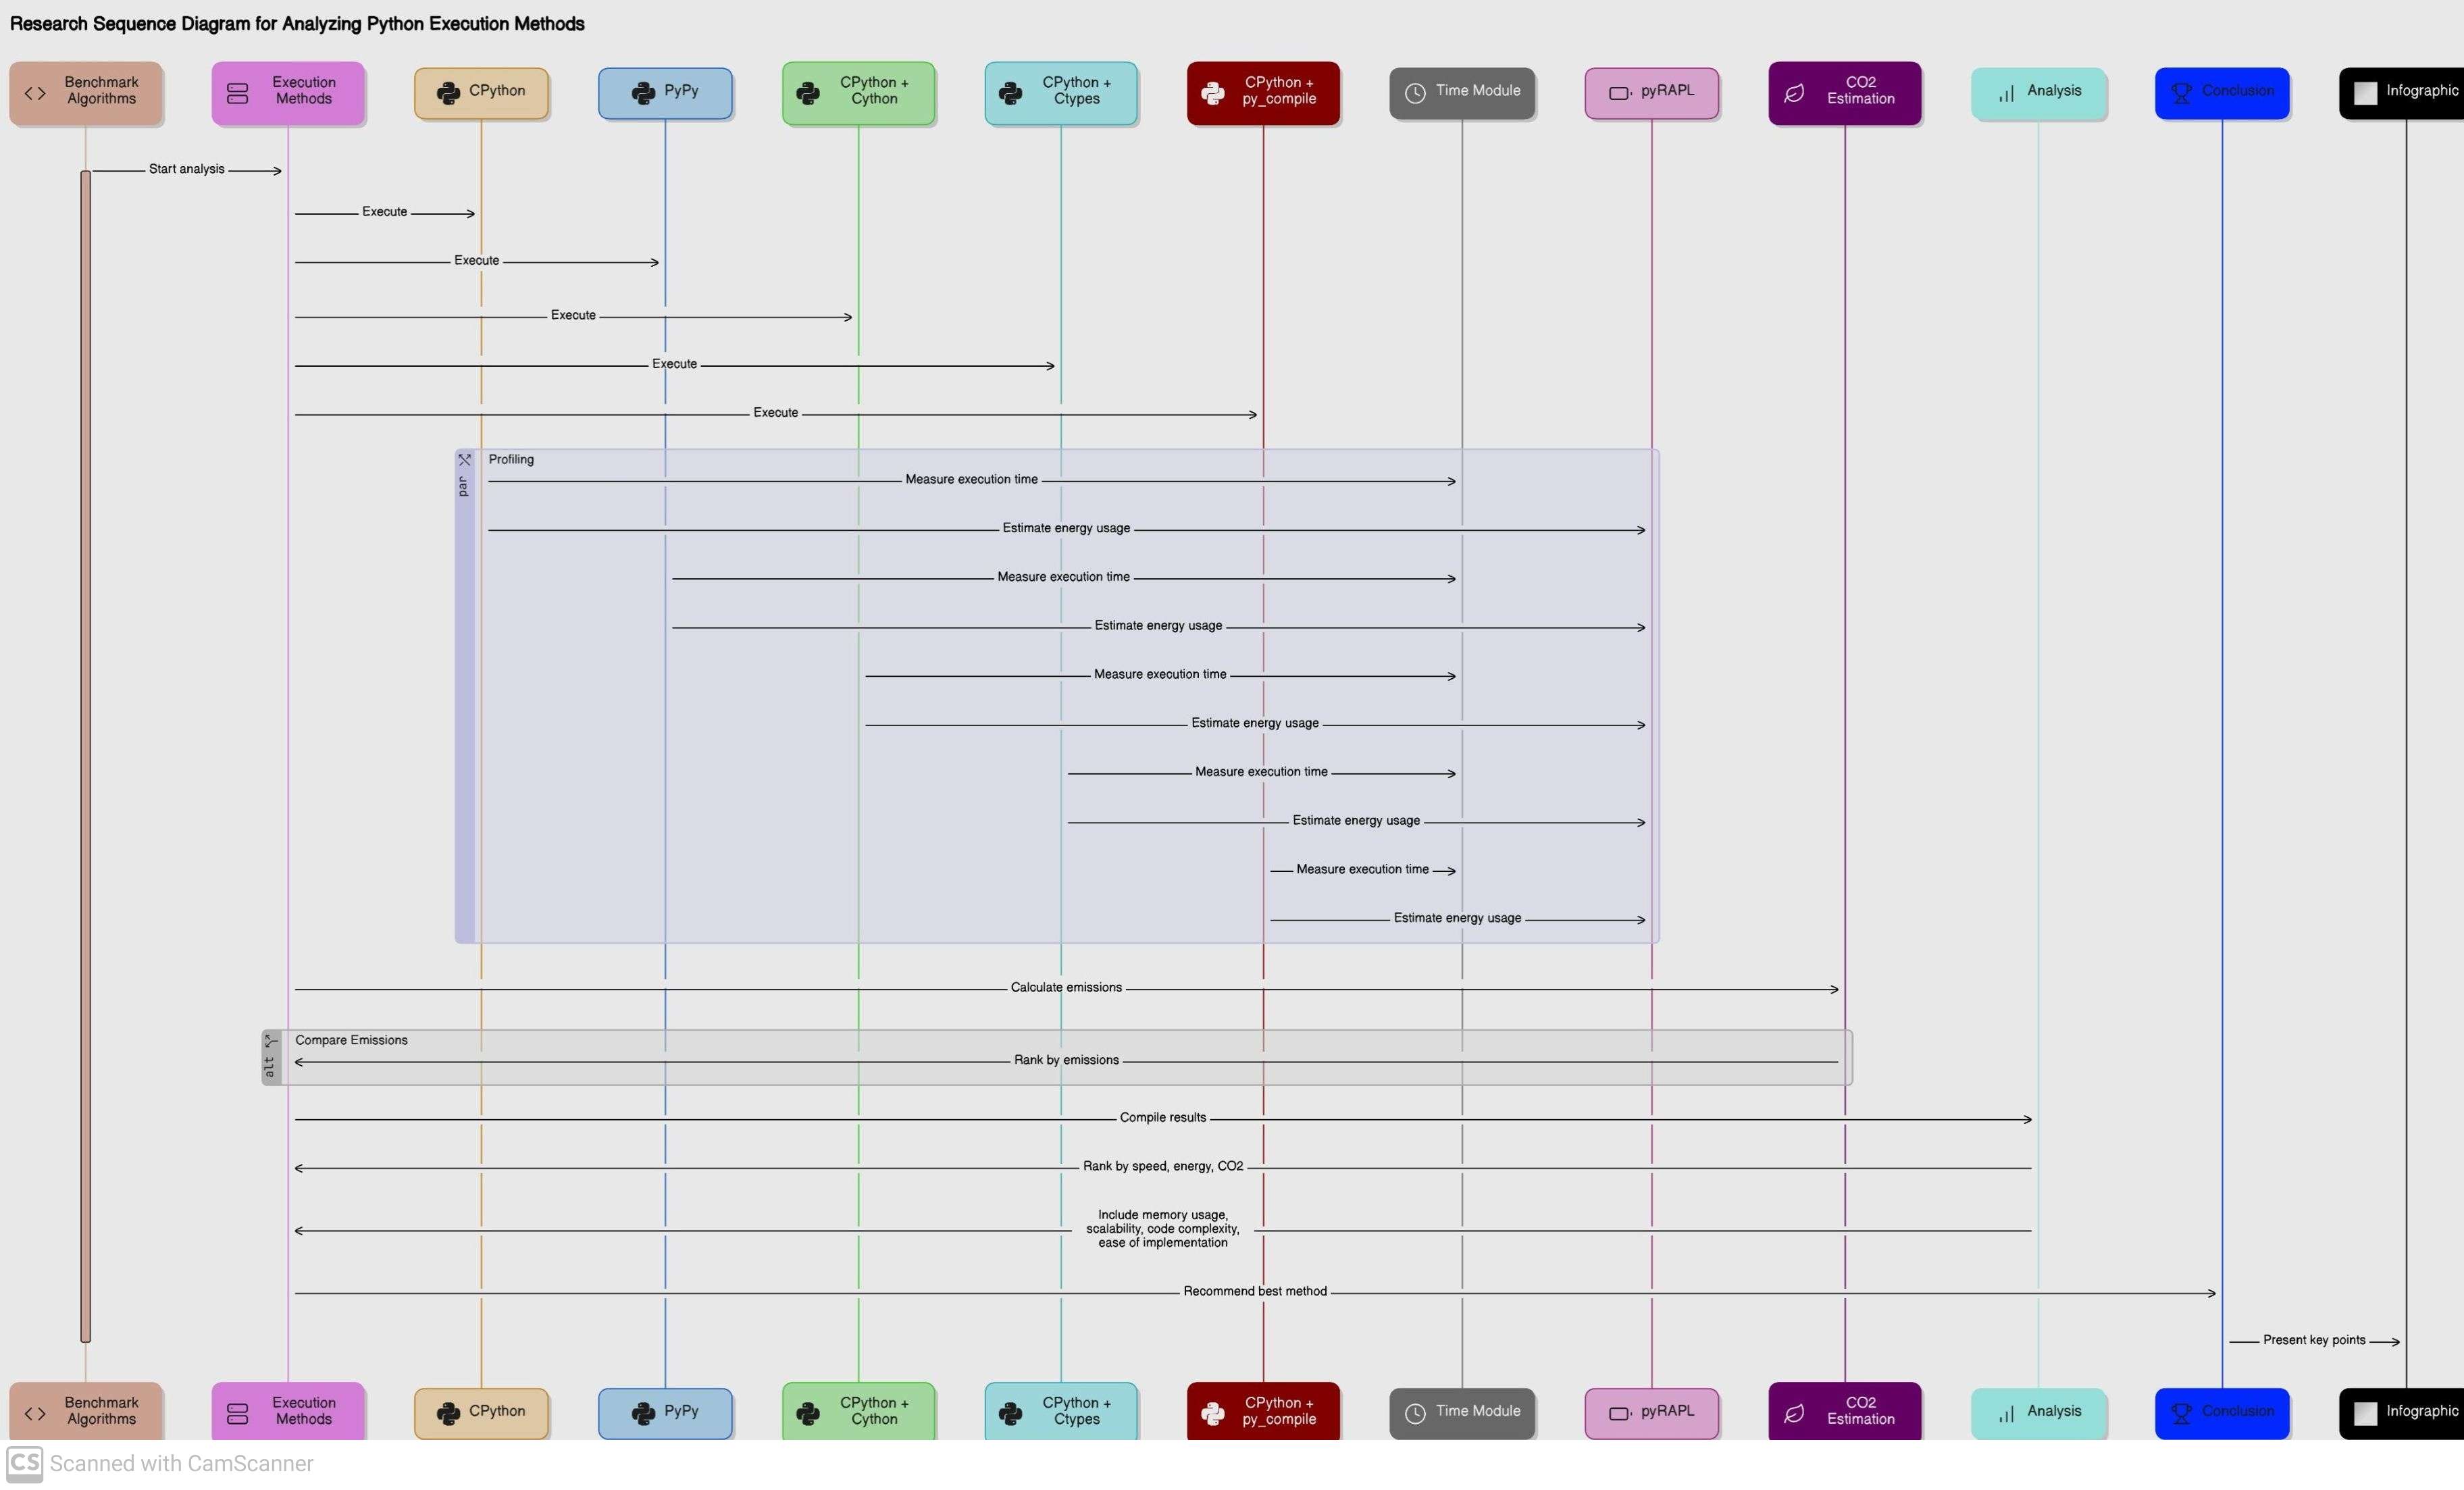 Research Sequence Diagram for Analyzing Python Execution Methods
Benchmark
Algorithms
Execution
Methods
CPython
PyPy
CPython +
Cython
CPython +
Ctypes
CPython +
py_compile
Time Module
pyRAPL
CO2
Estimation
Analysis
Conclusion
Infographic
Start analysis
Execute
Execute
Execute
Execute
Execute
par
Profiling
Measure execution time
Estimate energy usage
Measure execution time
Estimate energy usage
Measure execution time
Estimate energy usage
Measure execution time
Estimate energy usage
Measure execution time
Estimate energy usage
Calculate emissions
alt
Compare Emissions
Rank by emissions
Compile results
Rank by speed, energy, CO2
Include memory usage,
scalability, code complexity,
ease of implementation
Recommend best method
Present key points
Benchmark
Algorithms
Execution
Methods
CPython
PyPy
CPython +
Cython
CPython +
Ctypes
CPython +
py_compile
Time Module
pyRAPL
CO2
Estimation
Analysis
Conclusion
Infographic
CS Scanned with CamScanner